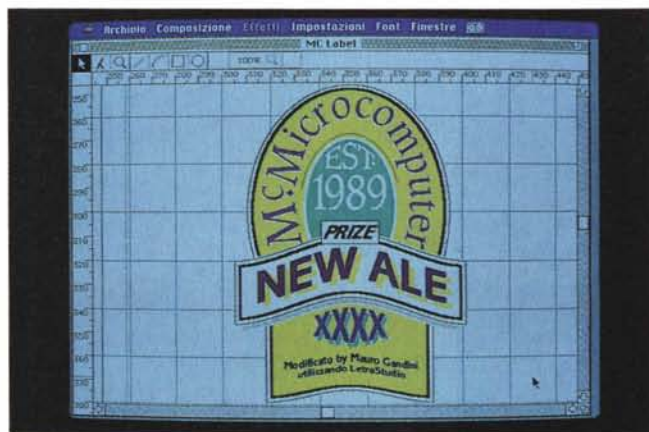 Archivio Composizione Effetti Impostazioni Font Finestre
MC Label
100%
McMicrocomputer
EST.
1989
PRIZE
NEW ALE
XXXX
Modificato by Mauro Gandini
utilizzando LetraStudio